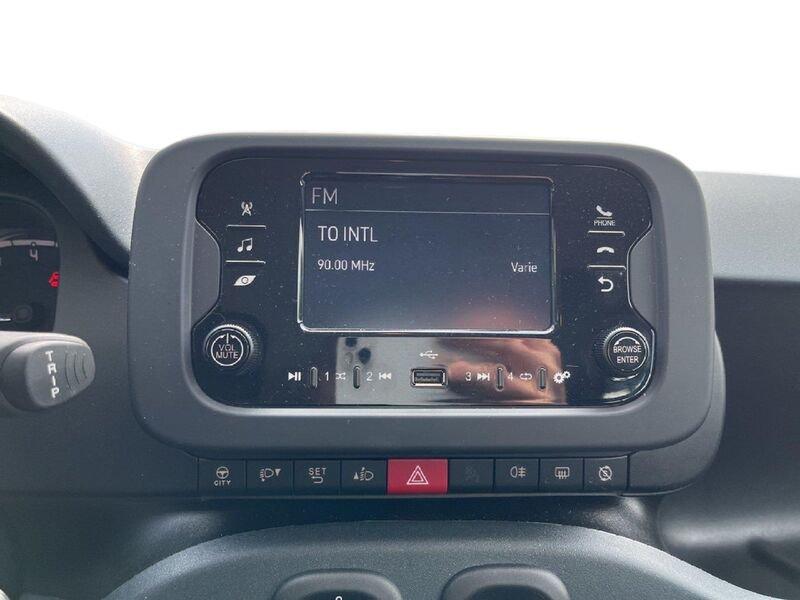 FM
TO INTL
90.00 MHz Varie
PHONE
VOL
MUTE
BROWSE
ENTER
1 2 3 4
TRIP
4
CITY
SET